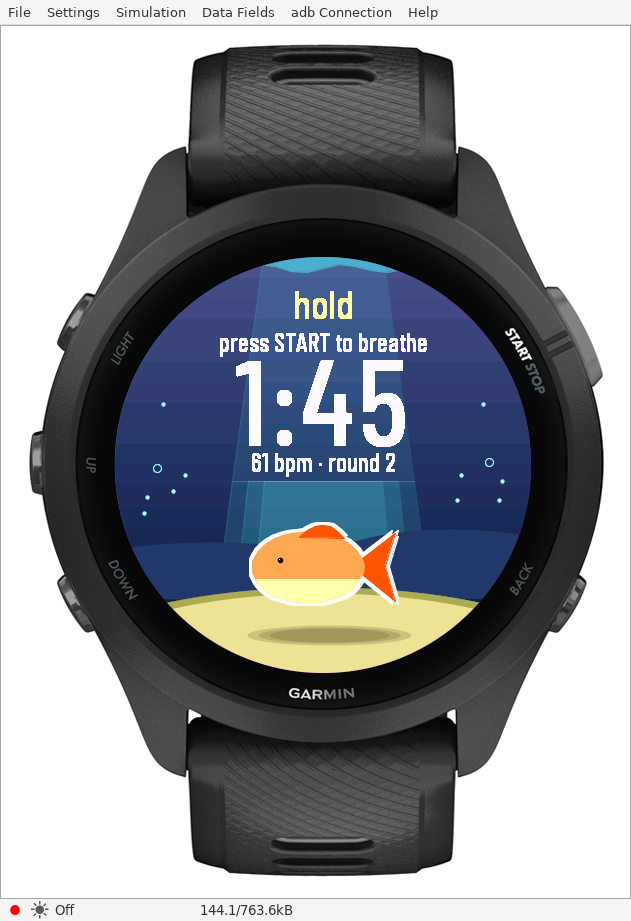 File Settings Simulation Data Fields adb Connection Help
hold
press START to breathe
1:45
61 bpm · round 2
LIGHT
START STOP
UP
DOWN
BACK
GARMIN
Off 144.1/763.6kB